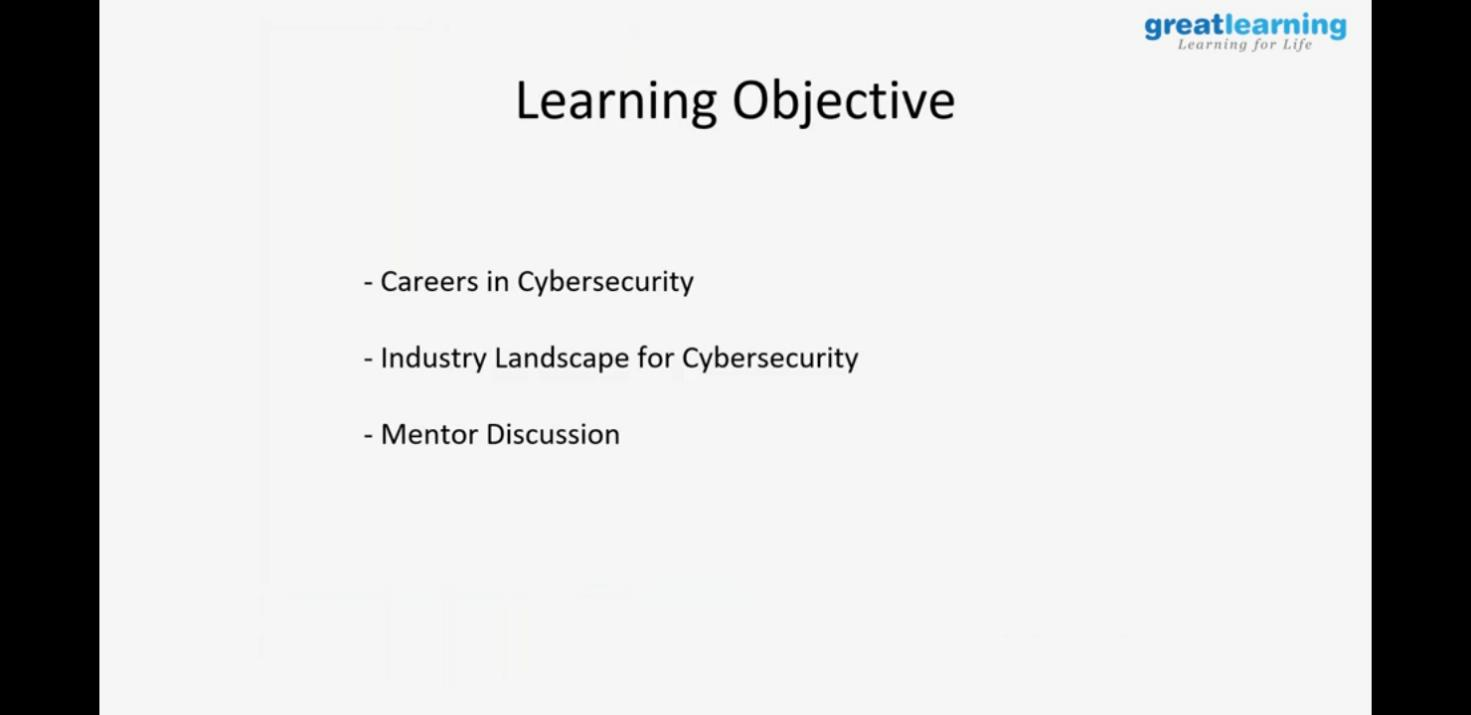 greatlearning
Learning for Life
Learning Objective
- Careers in Cybersecurity
- Industry Landscape for Cybersecurity
- Mentor Discussion